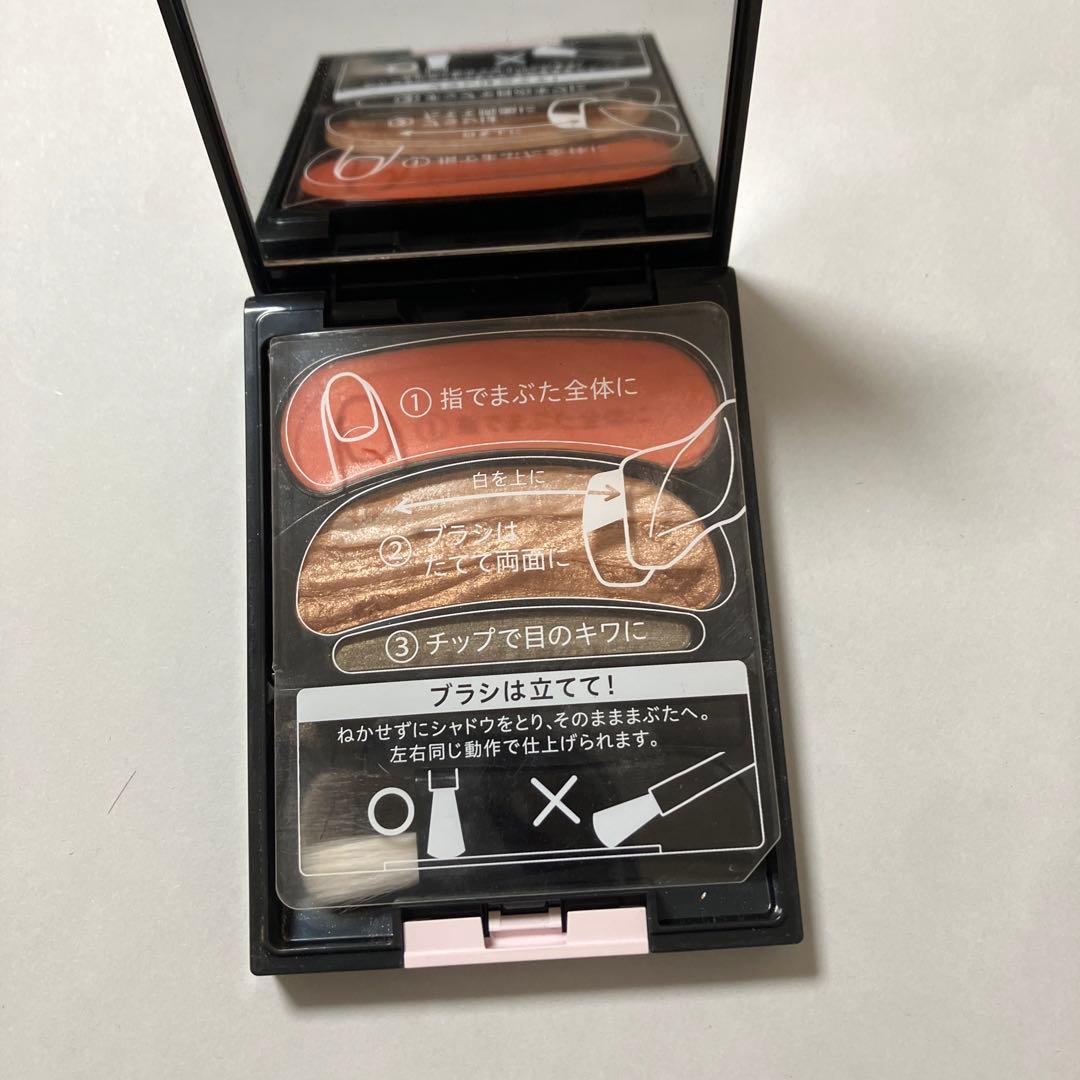 ① 指でまぶた全体に
白を上に
② ブラシは
たてて両面に
③ チップで目のキワに
ブラシは立てて!
ねかせずにシャドウをとり、そのまままぶたへ。
左右同じ動作で仕上げられます。